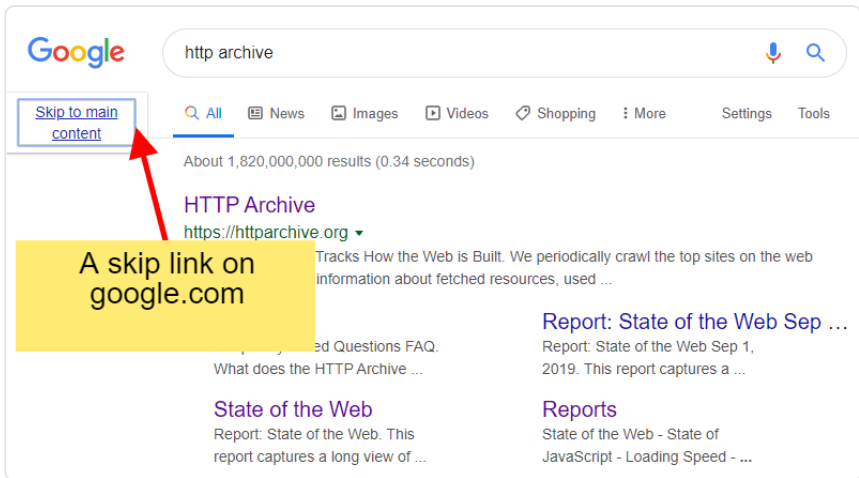 Google
http archive
Skip to main
content
All News Images Videos Shopping More Settings Tools
About 1,820,000,000 results (0.34 seconds)
HTTP Archive
https://httparchive.org
Tracks How the Web is Built. We periodically crawl the top sites on the web
information about fetched resources, used ...
A skip link on
google.com
ed Questions FAQ.
What does the HTTP Archive ...
Report: State of the Web Sep ...
Report: State of the Web Sep 1,
2019. This report captures a ...
State of the Web
Report: State of the Web. This
report captures a long view of ...
Reports
State of the Web - State of
JavaScript - Loading Speed - ...